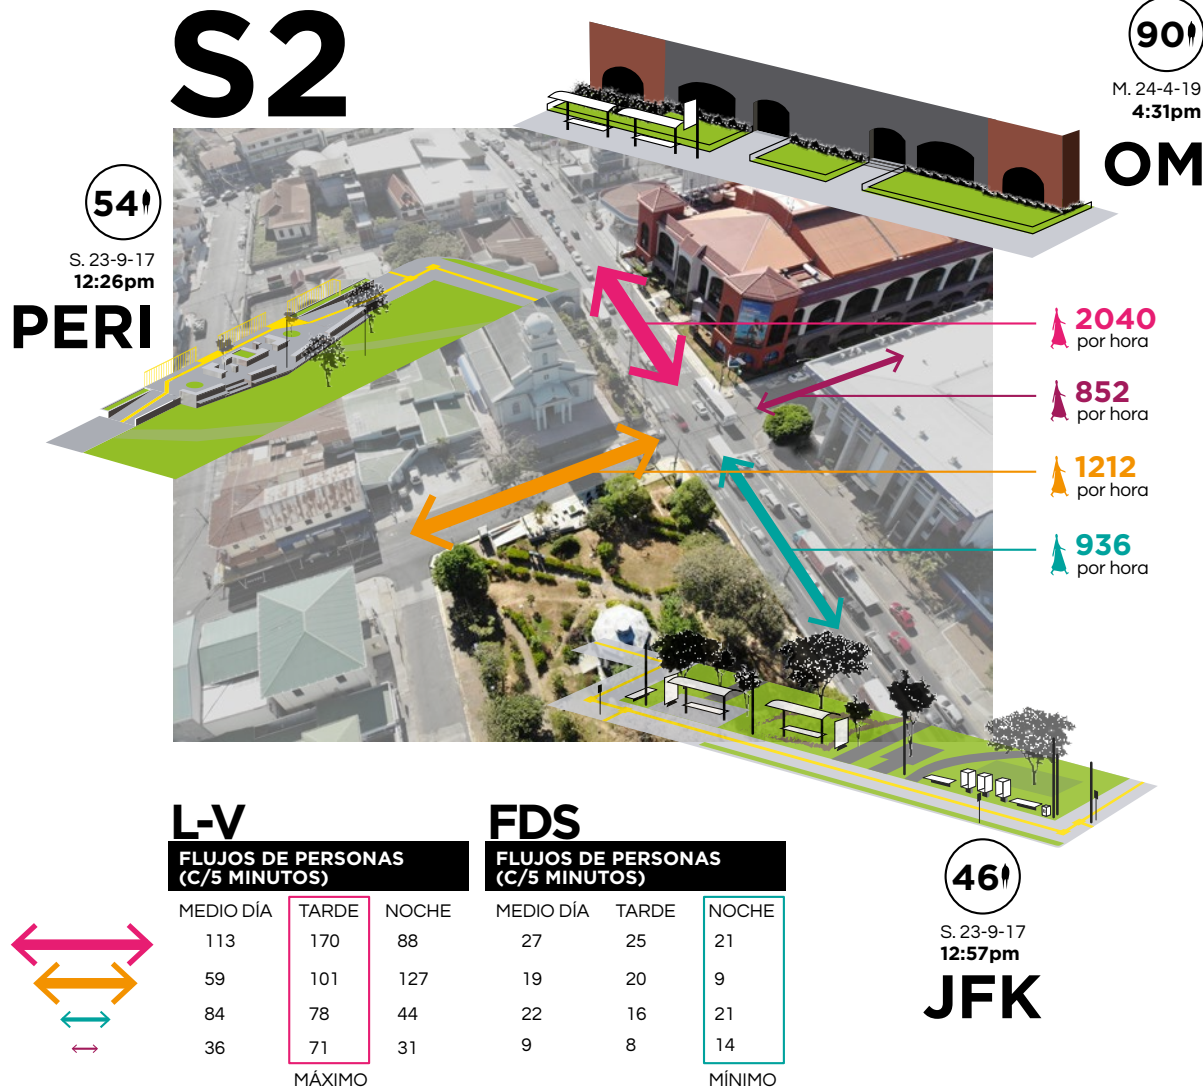 S2
90
M. 24-4-19
4:31pm
OM
54
S. 23-9-17
12:26pm
PERI
2040
por hora
852
por hora
1212
por hora
936
por hora
L-V
FLUJOS DE PERSONAS
(C/5 MINUTOS)
MEDIO DÍA TARDE NOCHE
113 170 88
59 101 127
84 78 44
36 71 31
MÁXIMO
FDS
FLUJOS DE PERSONAS
(C/5 MINUTOS)
MEDIO DÍA TARDE NOCHE
27 25 21
19 20 9
22 16 21
9 8 14
MÍNIMO
46
S. 23-9-17
12:57pm
JFK